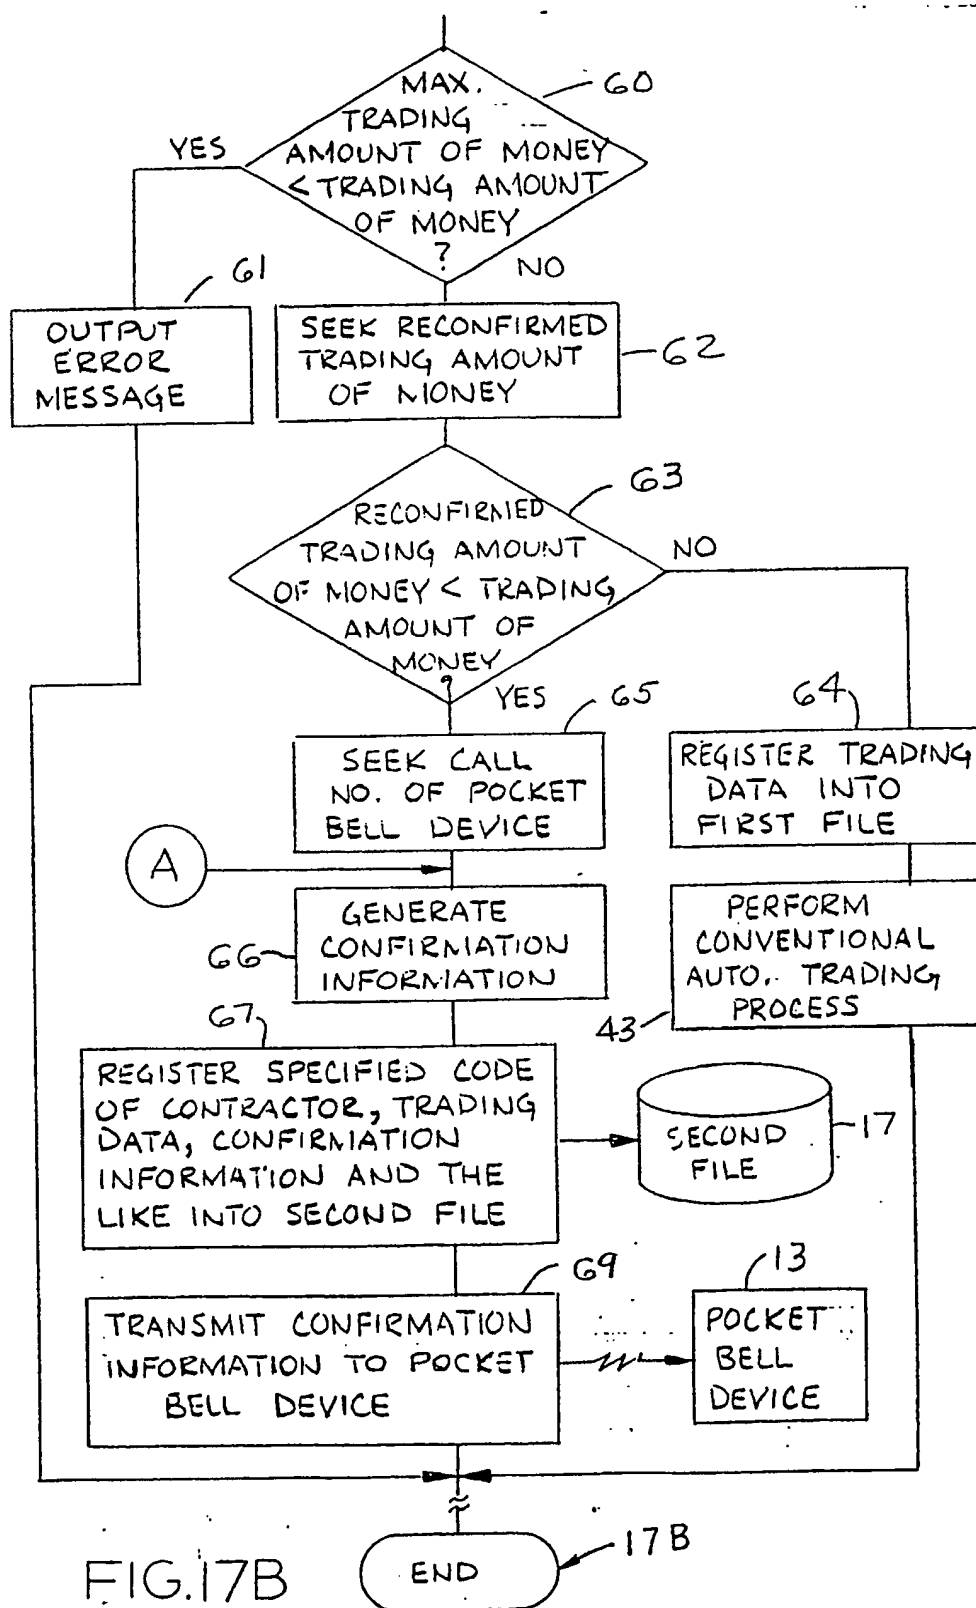 MAX.
TRADING
AMOUNT OF MONEY
< TRADING AMOUNT
OF MONEY
?
60
YES
NO
61
OUTPUT
ERROR
MESSAGE
SEEK RECONFIRMED
TRADING AMOUNT
OF MONEY
62
63
RECONFIRMED
TRADING AMOUNT
OF MONEY < TRADING
AMOUNT OF
MONEY
?
NO
YES
65
64
SEEK CALL
NO. OF POCKET
BELL DEVICE
REGISTER TRADING
DATA INTO
FIRST FILE
A
GENERATE
CONFIRMATION
INFORMATION
66
PERFORM
CONVENTIONAL
AUTO. TRADING
PROCESS
43
67
REGISTER SPECIFIED CODE
OF CONTRACTOR, TRADING
DATA, CONFIRMATION
INFORMATION AND THE
LIKE INTO SECOND FILE
SECOND
FILE
17
69
13
TRANSMIT CONFIRMATION
INFORMATION TO POCKET
BELL DEVICE
POCKET
BELL
DEVICE
END
17B
FIG.17B